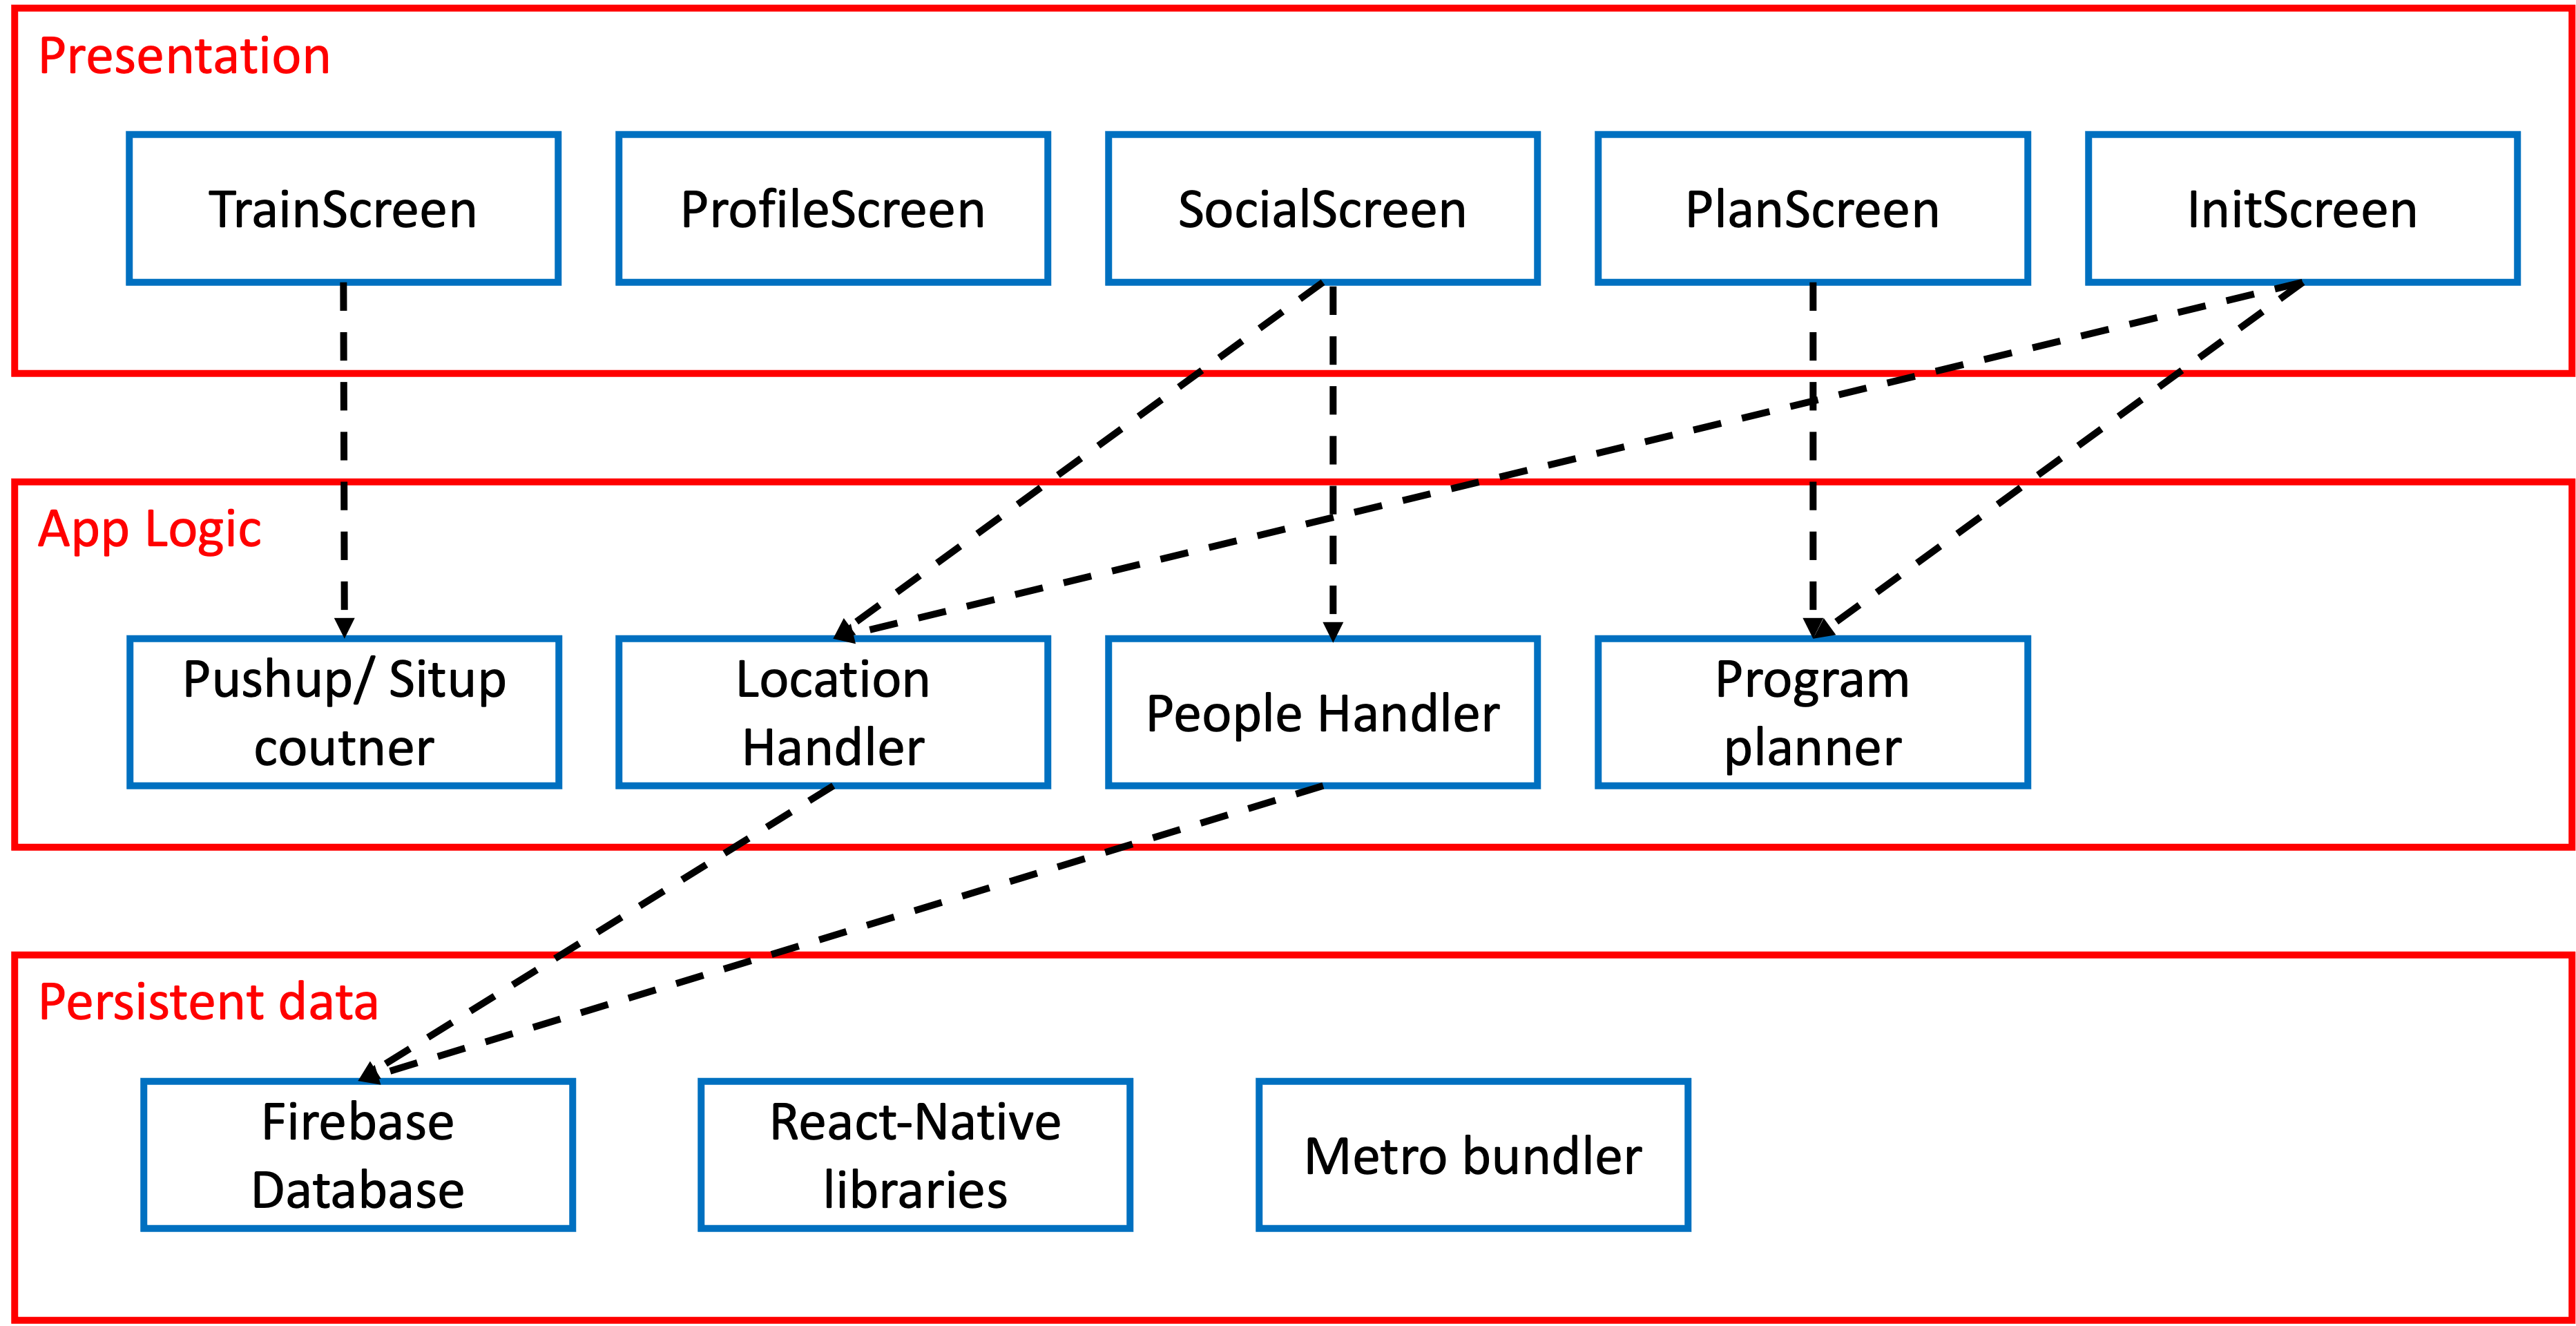 Presentation
TrainScreen
ProfileScreen
SocialScreen
PlanScreen
InitScreen
App Logic
Pushup/ Situp
coutner
Location
Handler
People Handler
Program
planner
Persistent data
Firebase
Database
React-Native
libraries
Metro bundler